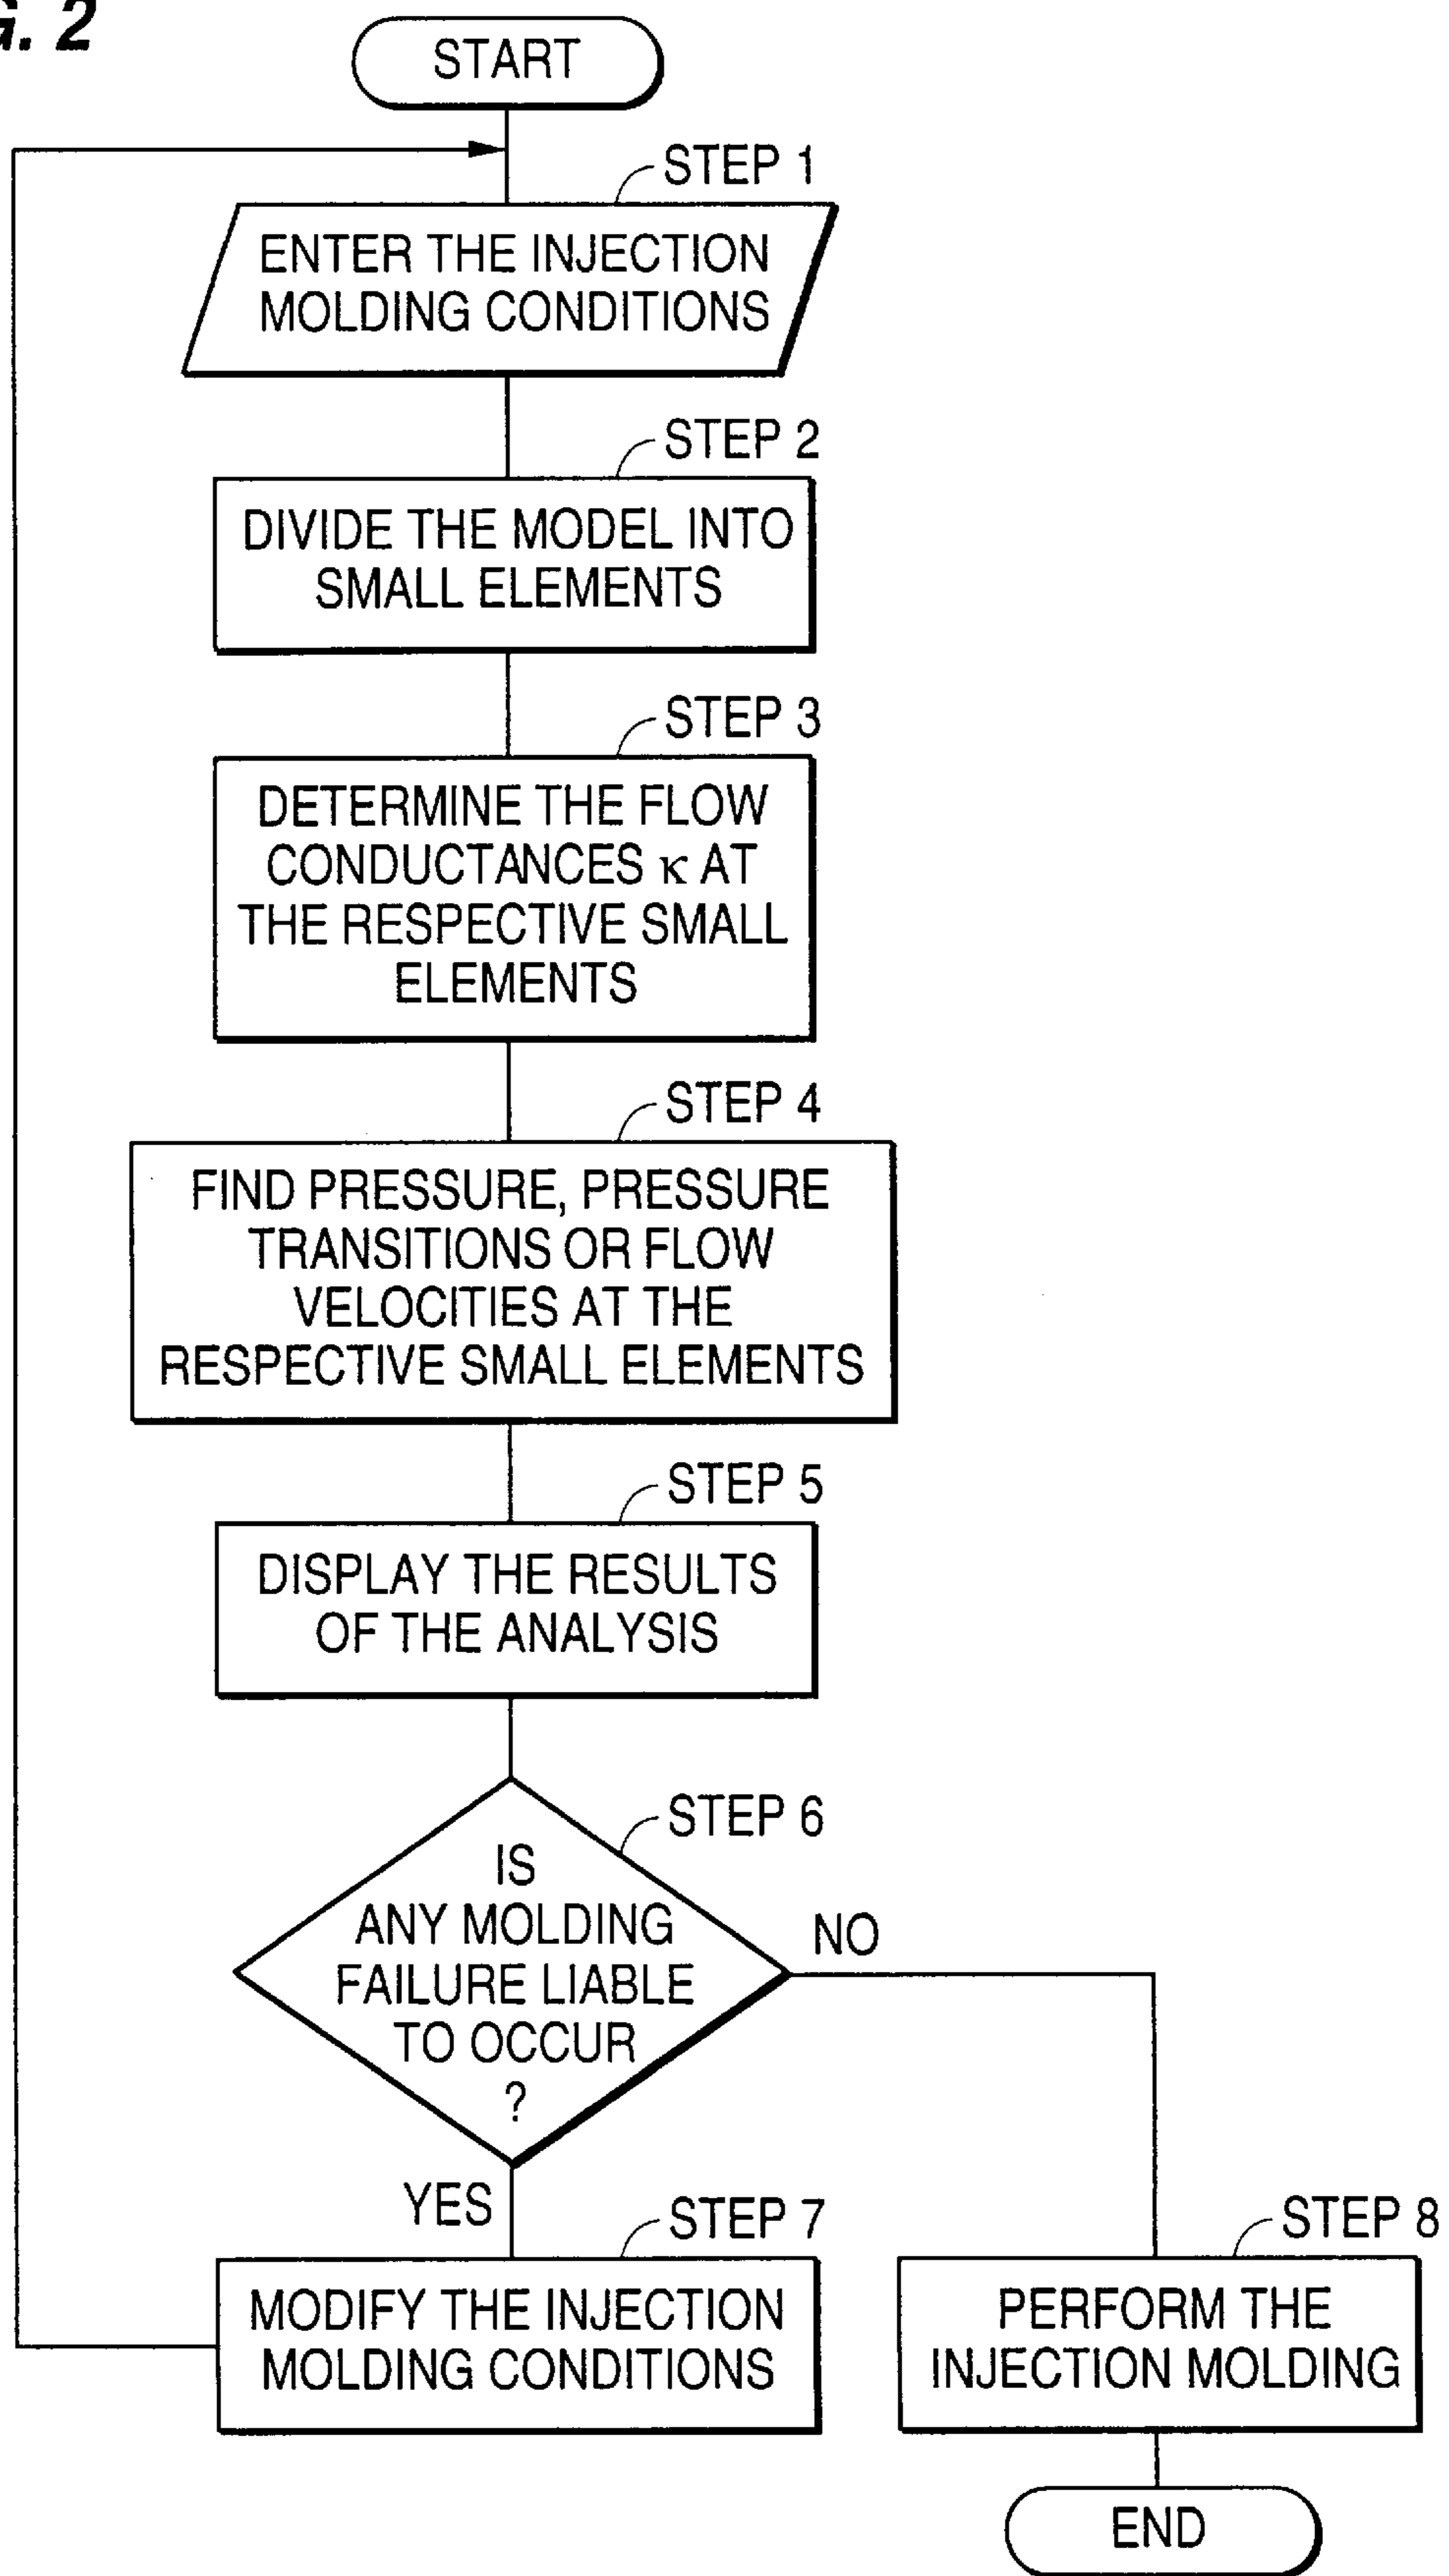 G. 2
START
STEP 1
ENTER THE INJECTION
MOLDING CONDITIONS
STEP 2
DIVIDE THE MODEL INTO
SMALL ELEMENTS
STEP 3
DETERMINE THE FLOW
CONDUCTANCES κ AT
THE RESPECTIVE SMALL
ELEMENTS
STEP 4
FIND PRESSURE, PRESSURE
TRANSITIONS OR FLOW
VELOCITIES AT THE
RESPECTIVE SMALL ELEMENTS
STEP 5
DISPLAY THE RESULTS
OF THE ANALYSIS
STEP 6
IS
ANY MOLDING
FAILURE LIABLE
TO OCCUR
?
NO
YES
STEP 7
MODIFY THE INJECTION
MOLDING CONDITIONS
STEP 8
PERFORM THE
INJECTION MOLDING
END